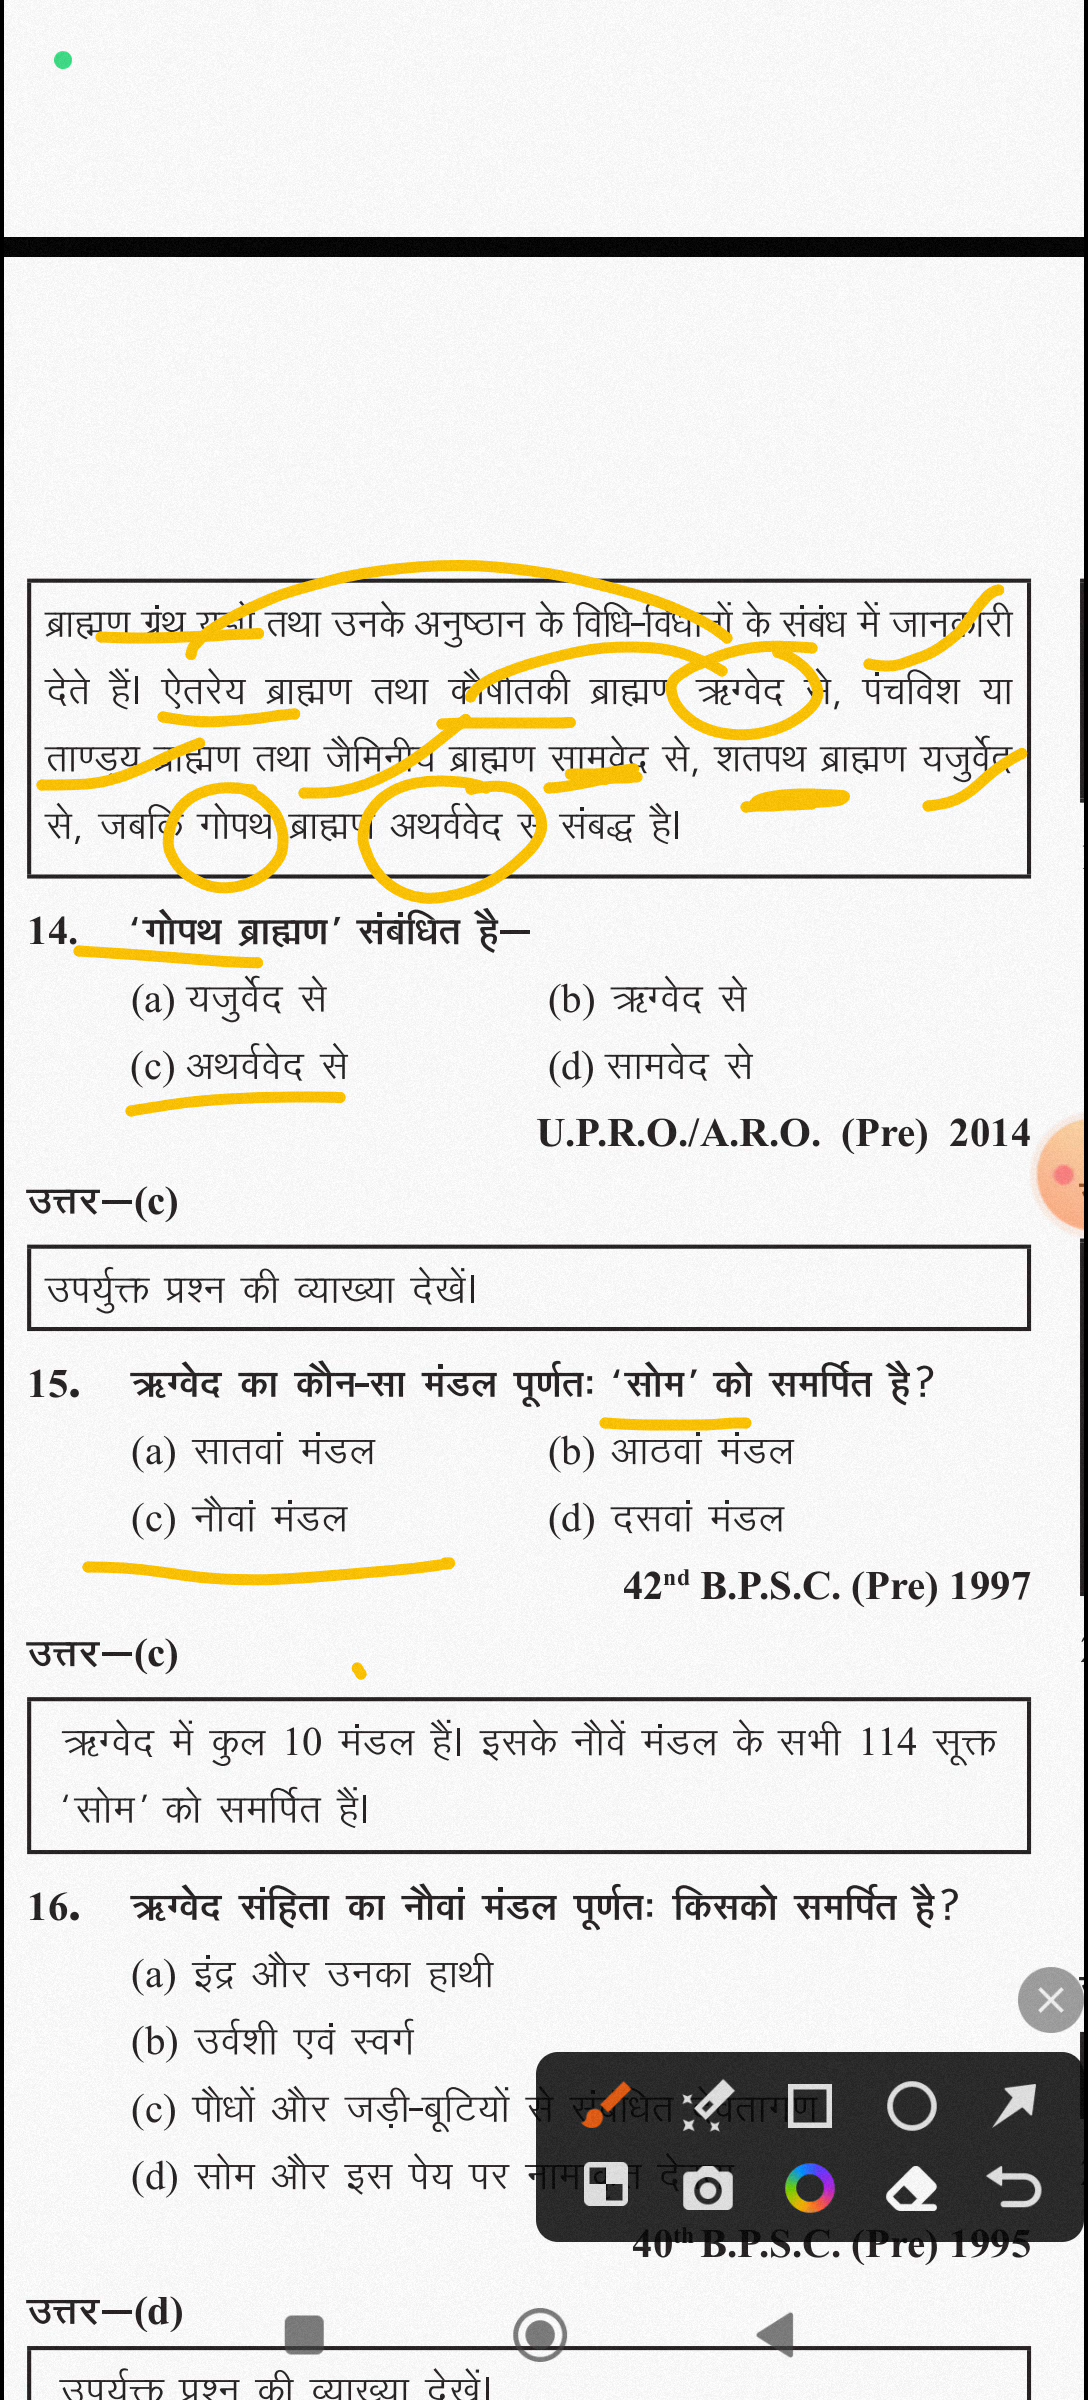 ब्राह्मण ग्रंथ यज्ञों तथा उनके अनुष्ठान के विधि-विधानों के संबंध में जानकारी
देते हैं। ऐतरेय ब्राह्मण तथा कौषीतकी ब्राह्मण ऋग्वेद से, पंचविश या
ताण्ड्य ब्राह्मण तथा जैमिनीय ब्राह्मण सामवेद से, शतपथ ब्राह्मण यजुर्वेद
से, जबकि गोपथ ब्राह्मण अथर्ववेद से संबद्ध है।
14. ‘गोपथ ब्राह्मण’ संबंधित है–
(a) यजुर्वेद से (b) ऋग्वेद से
(c) अथर्ववेद से (d) सामवेद से
U.P.R.O./A.R.O. (Pre) 2014
उत्तर–(c)
उपर्युक्त प्रश्न की व्याख्या देखें।
15. ऋग्वेद का कौन-सा मंडल पूर्णतः ‘सोम’ को समर्पित है?
(a) सातवां मंडल (b) आठवां मंडल
(c) नौवां मंडल (d) दसवां मंडल
42nd B.P.S.C. (Pre) 1997
उत्तर–(c)
ऋग्वेद में कुल 10 मंडल हैं। इसके नौवें मंडल के सभी 114 सूक्त
‘सोम’ को समर्पित हैं।
16. ऋग्वेद संहिता का नौवां मंडल पूर्णतः किसको समर्पित है?
(a) इंद्र और उनका हाथी
(b) उर्वशी एवं स्वर्ग
(c) पौधों और जड़ी-बूटियों से संबंधित देवतागण
(d) सोम और इस पेय पर
40th B.P.S.C. (Pre) 1995
उत्तर–(d)
उपर्युक्त प्रश्न की व्याख्या देखें।